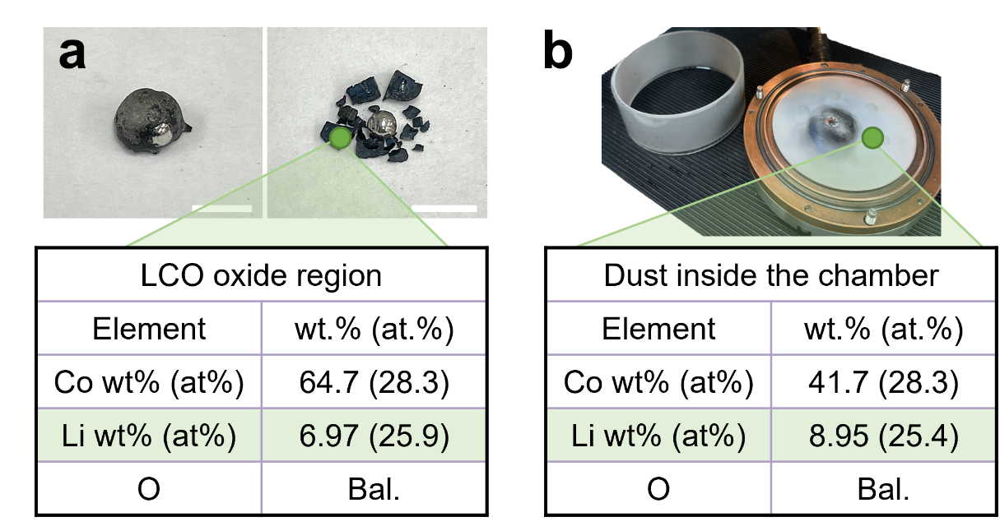 a
b
LCO oxide region
Element wt.% (at.%)
Co wt% (at%) 64.7 (28.3)
Li wt% (at%) 6.97 (25.9)
O Bal.
Dust inside the chamber
Element wt.% (at.%)
Co wt% (at%) 41.7 (28.3)
Li wt% (at%) 8.95 (25.4)
O Bal.